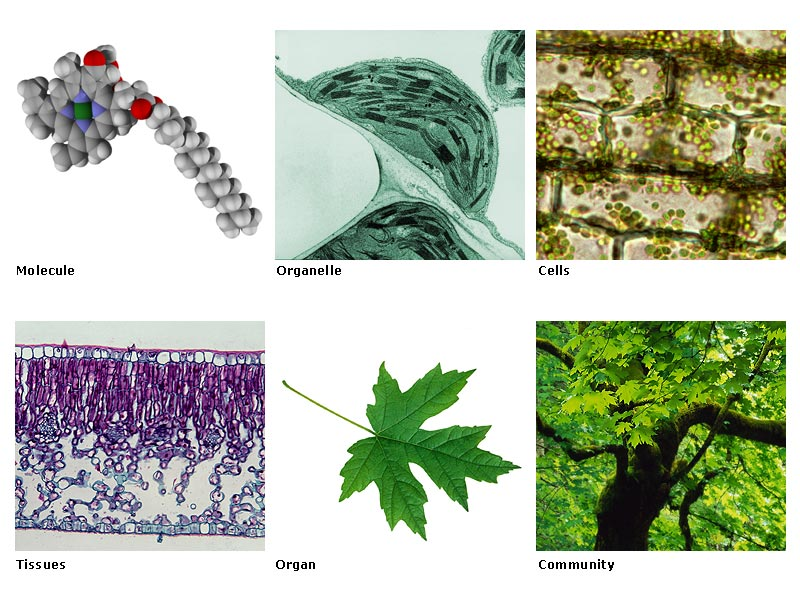 Molecule
Organelle
Cells
Tissues
Organ
Community